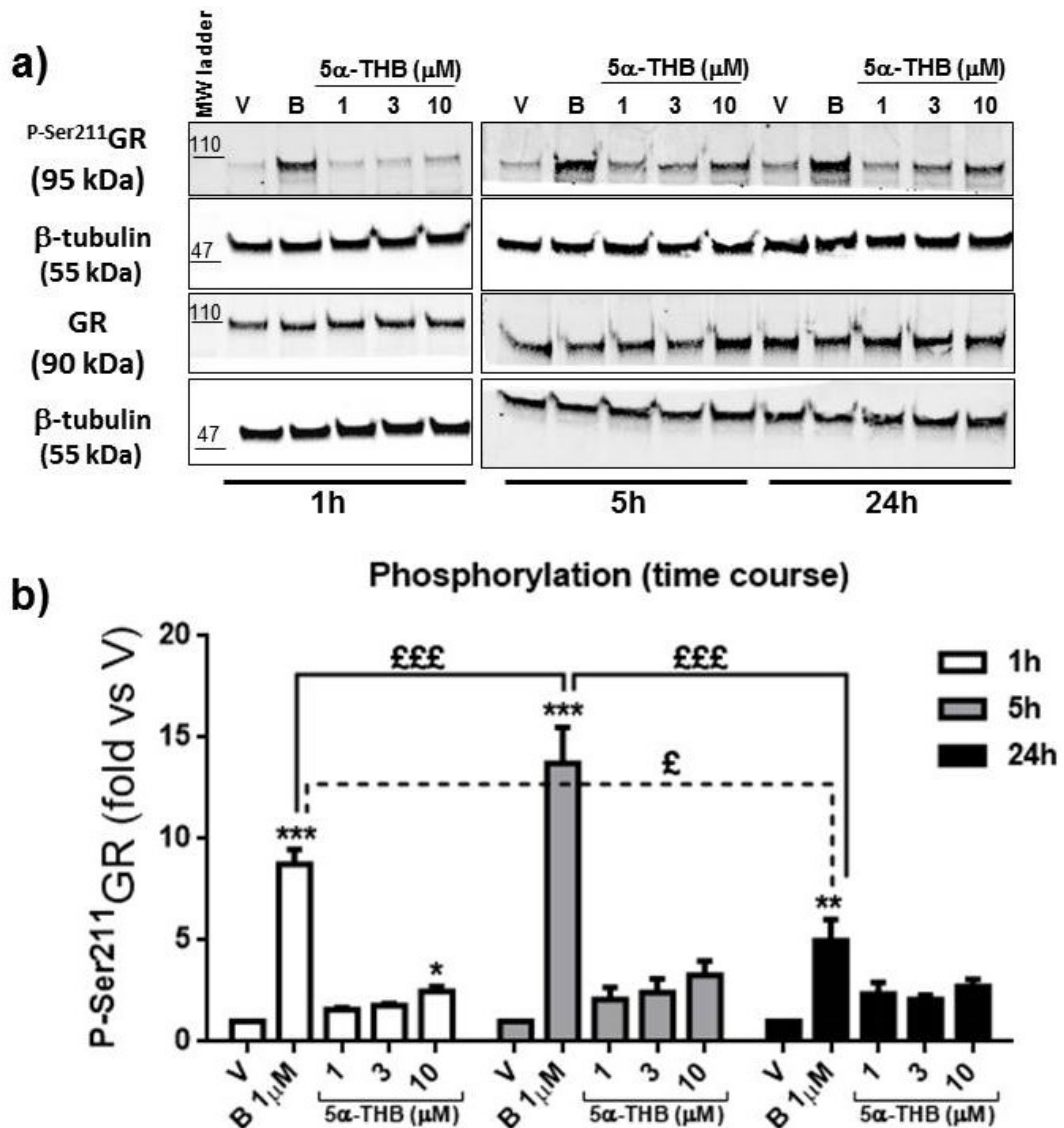 a)
MW ladder
5α-THB (μM)
5α-THB (μM)
5α-THB (μM)
V B 1 3 10
V B 1 3 10 V B 1 3 10
P-Ser211GR
(95 kDa)
110
β-tubulin
(55 kDa)
47
GR
(90 kDa)
110
β-tubulin
(55 kDa)
47
1h 5h 24h
b)
Phosphorylation (time course)
P-Ser211GR (fold vs V)
20
15
10
5
0
£££ £££
£
*** *** **
*
1h
5h
24h
V B 1μM 1 3 10 V B 1μM 1 3 10 V B 1μM 1 3 10
5α-THB (μM) 5α-THB (μM) 5α-THB (μM)